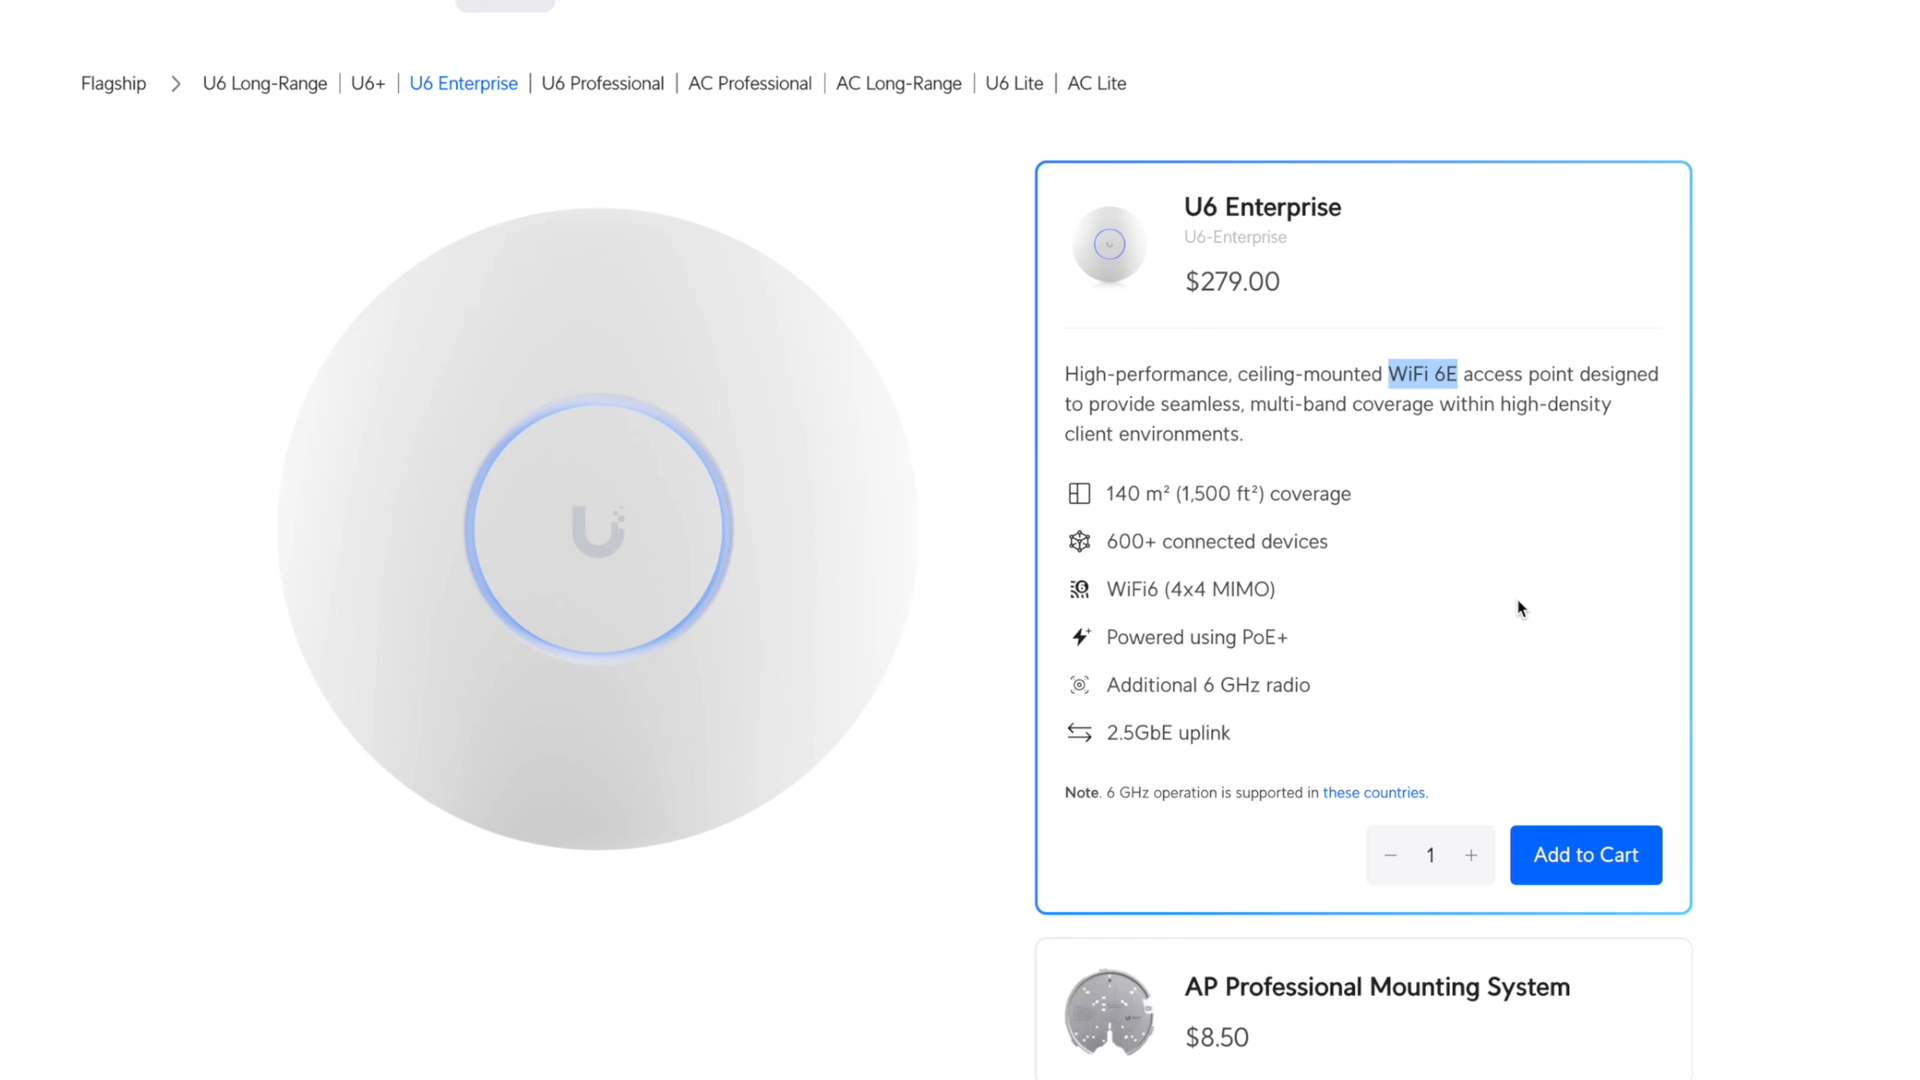 Flagship > U6 Long-Range | U6+ | U6 Enterprise | U6 Professional | AC Professional | AC Long-Range | U6 Lite | AC Lite
U6 Enterprise
U6-Enterprise
$279.00
High-performance, ceiling-mounted WiFi 6E access point designed
to provide seamless, multi-band coverage within high-density
client environments.
140 m² (1,500 ft²) coverage
600+ connected devices
WiFi6 (4x4 MIMO)
Powered using PoE+
Additional 6 GHz radio
2.5GbE uplink
Note. 6 GHz operation is supported in these countries.
− 1 + Add to Cart
AP Professional Mounting System
$8.50